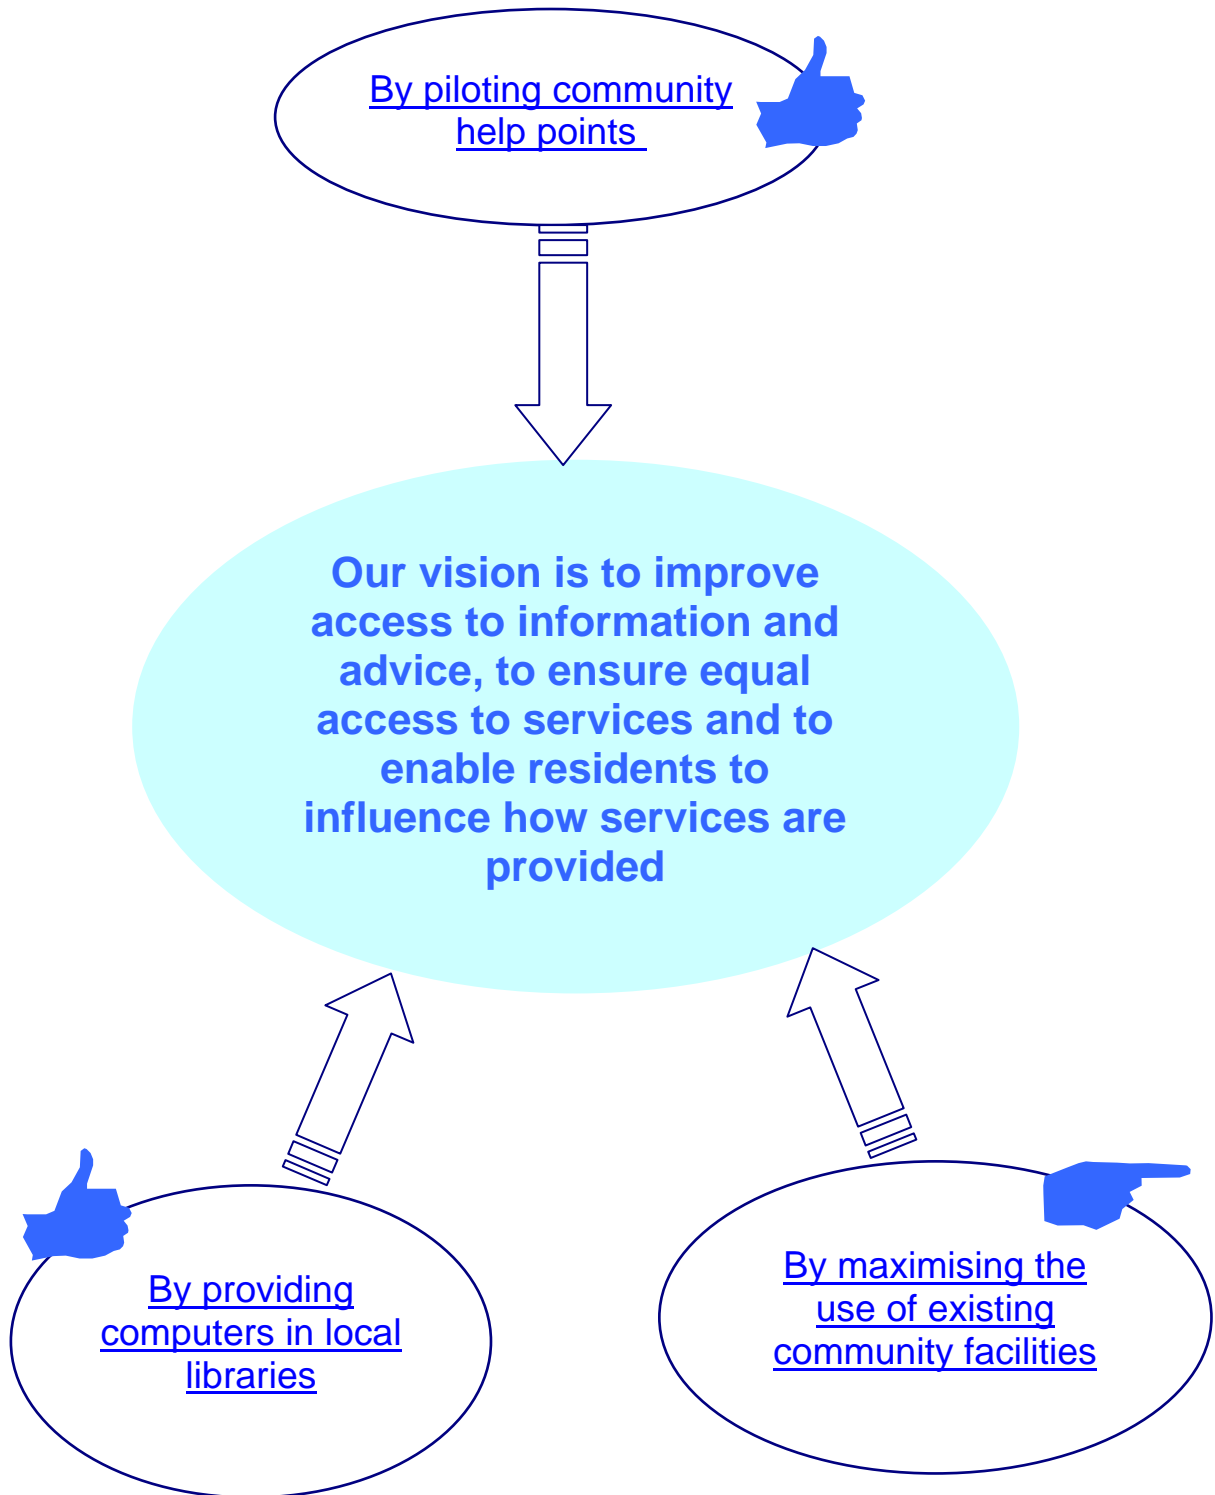 By piloting community
help points
Our vision is to improve
access to information and
advice, to ensure equal
access to services and to
enable residents to
influence how services are
provided
By providing
computers in local
libraries
By maximising the
use of existing
community facilities